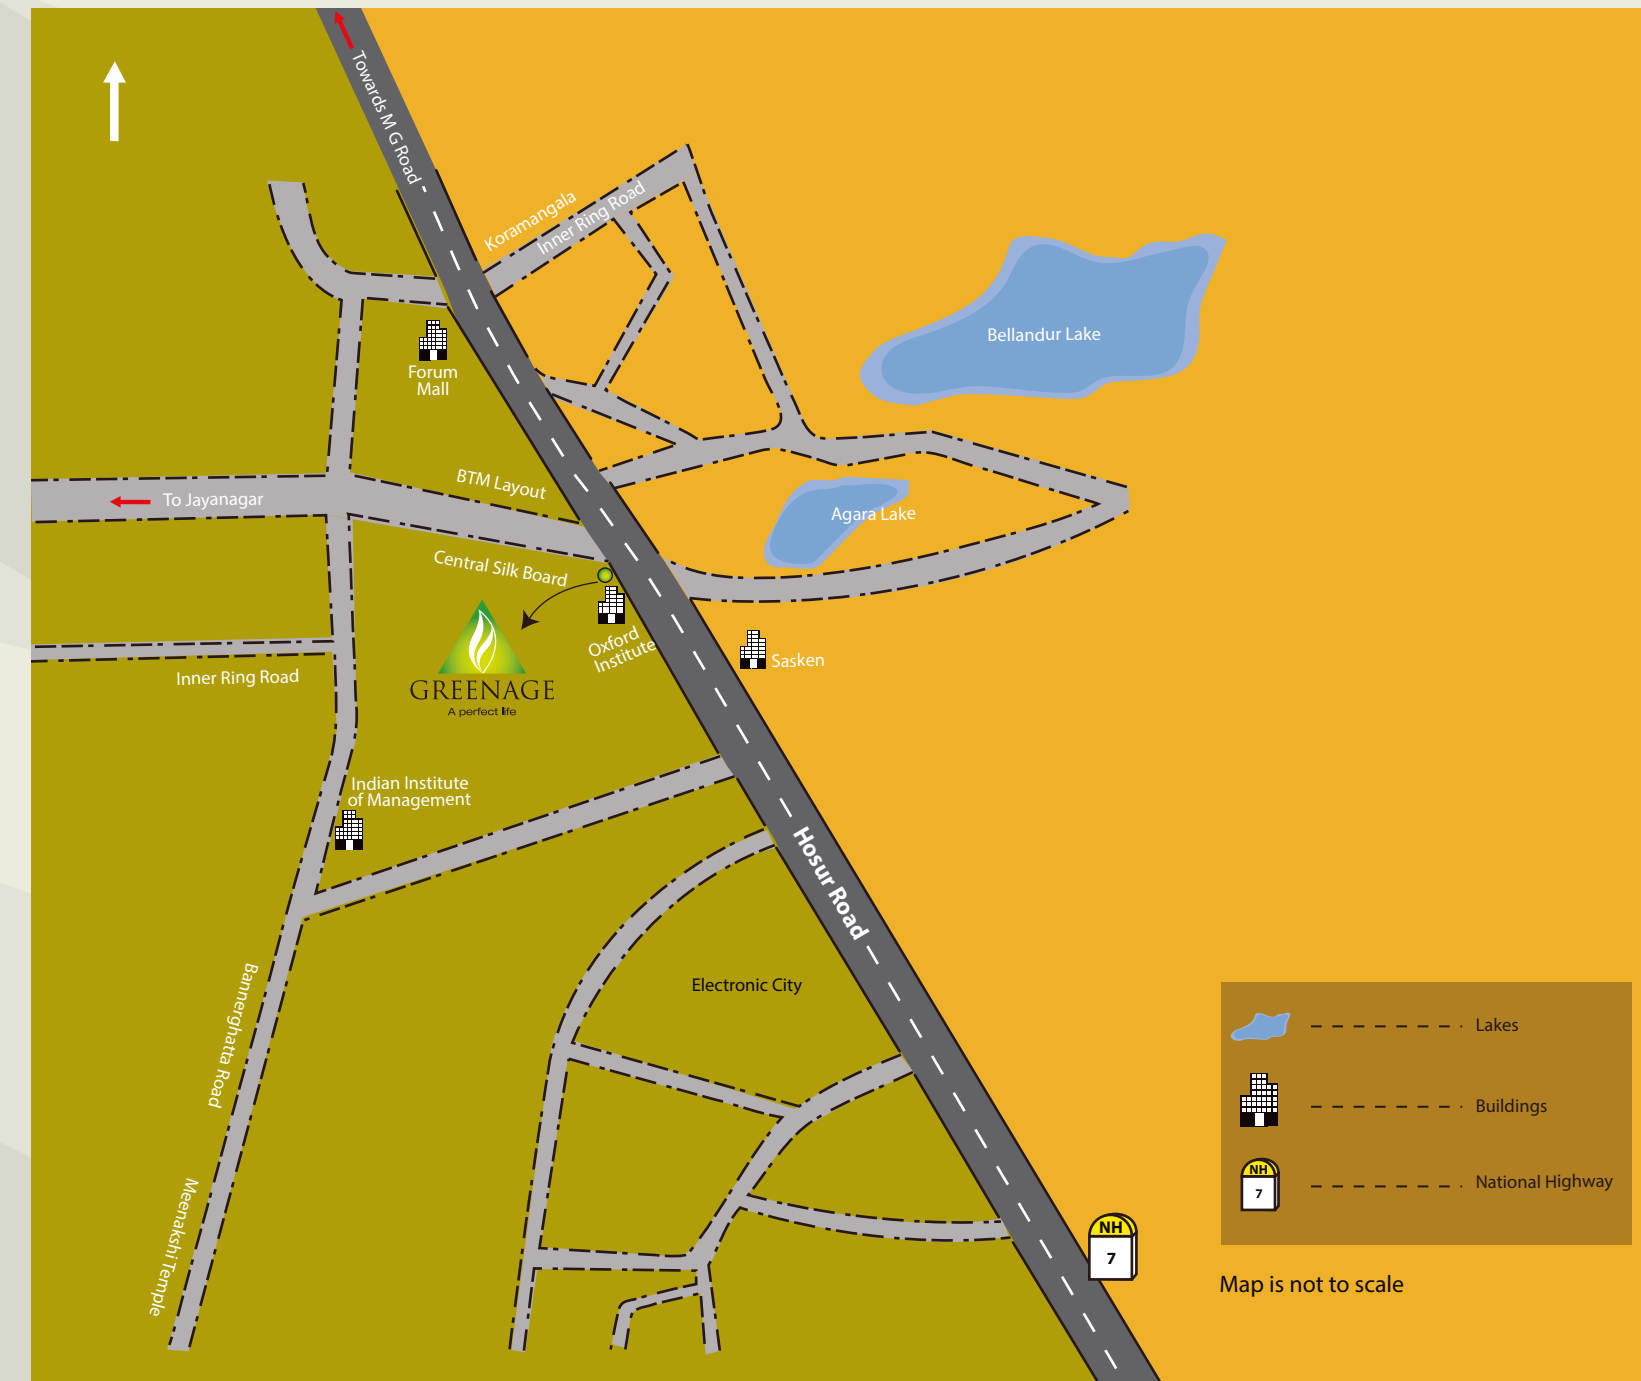 Towards M G Road
Koramangala
Inner Ring Road
Bellandur Lake
Forum
Mall
BTM Layout
To Jayanagar
Agara Lake
Central Silk Board
Oxford
Institute
Sasken
Inner Ring Road
GREENAGE
A perfect life
Indian Institute
of Management
Hosur Road
Electronic City
Bannerghatta Road
Meenakshi Temple
NH
7
Lakes
Buildings
NH
7
National Highway
Map is not to scale